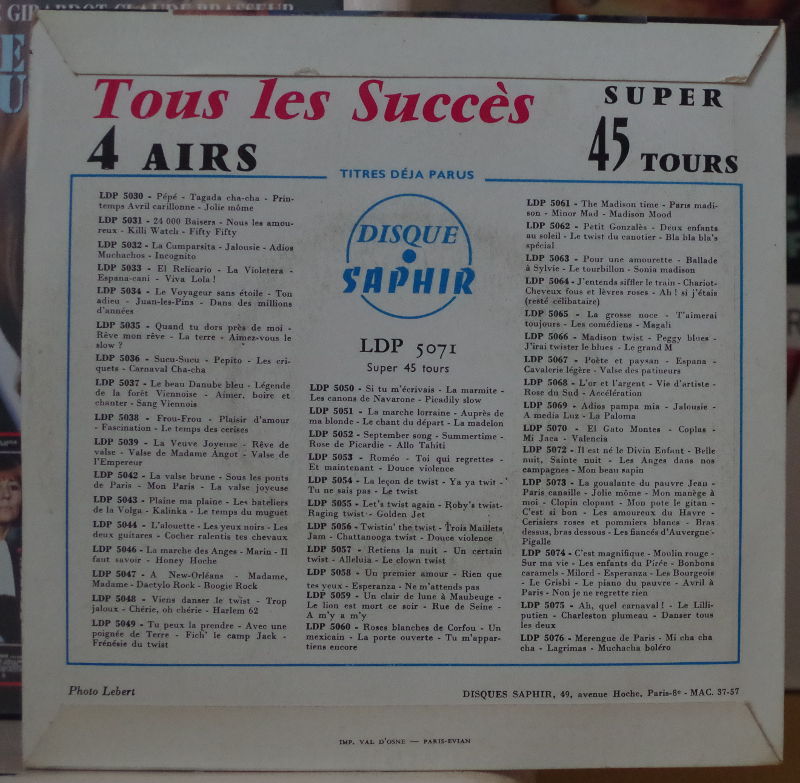 GIRARDOT CLAUDE BRASSEUR
Tous les Succès
4 AIRS
SUPER
45 TOURS
TITRES DÉJA PARUS
LDP 5030 - Pépé - Tagada cha-cha - Prin-
temps Avril carillonne - Jolie môme
LDP 5031 - 24 000 Baisers - Nous les amou-
reux - Killi Watch - Fifty Fifty
LDP 5032 - La Cumparsita - Jalousie - Adios
Muchachos - Incognito
LDP 5033 - El Relicario - La Violetera -
Espana-cani - Viva Lola !
LDP 5034 - Le Voyageur sans étoile - Ton
adieu - Juan-les-Pins - Dans des millions
d'années
LDP 5035 - Quand tu dors près de moi -
Rêve mon rêve - La terre - Aimez-vous le
slow ?
LDP 5036 - Sucu-Sucu - Pepito - Les cri-
quets - Carnaval Cha-cha
LDP 5037 - Le beau Danube bleu - Légende
de la forêt Viennoise - Aimer, boire et
chanter - Sang Viennois
LDP 5038 - Frou-Frou - Plaisir d'amour
- Fascination - Le temps des cerises
LDP 5039 - La Veuve Joyeuse - Rêve de
valse - Valse de Madame Angot - Valse de
l'Empereur
LDP 5042 - La valse brune - Sous les ponts
de Paris - Mon Paris - La valse joyeuse
LDP 5043 - Plaine ma plaine - Les bateliers
de la Volga - Kalinka - Le temps du muguet
LDP 5044 - L'alouette - Les yeux noirs - Les
deux guitares - Cocher ralentis tes chevaux
LDP 5046 - La marche des Anges - Marin - Il
faut savoir - Honey Hoche
LDP 5047 - A New-Orléans - Madame,
Madame - Dactylo Rock - Boogie Rock
LDP 5048 - Viens danser le twist - Trop
jaloux - Chérie, oh chérie - Harlem 62
LDP 5049 - Tu peux la prendre - Avec une
poignée de Terre - Fich' le camp Jack -
Frénésie du twist
DISQUE
SAPHIR
LDP 5071
Super 45 tours
LDP 5050 - Si tu m'écrivais - La marmite -
Les canons de Navarone - Picadily slow
LDP 5051 - La marche lorraine - Auprès de
ma blonde - Le chant du départ - La madelon
LDP 5052 - September song - Summertime -
Rose de Picardie - Allo Tahiti
LDP 5053 - Roméo - Toi qui regrettes -
Et maintenant - Douce violence
LDP 5054 - La leçon de twist - Ya ya twit -
Tu ne sais pas - Le twist
LDP 5055 - Let's twist again - Roby's twist-
Raging twist - Golden Jet
LDP 5056 - Twistin' the twist - Trois Maillets
Jam - Chattanooga twist - Douce violence
LDP 5057 - Retiens la nuit - Un certain
twist - Alleluia - Le clown twist
LDP 5058 - Un premier amour - Rien que
tes yeux - Esperanza - Ne m'attends pas
LDP 5059 - Un clair de lune à Maubeuge -
Le lion est mort ce soir - Rue de Seine -
A m'y a m'y
LDP 5060 - Roses blanches de Corfou - Un
mexicain - La porte ouverte - Tu m'appar-
tiens encore
LDP 5061 - The Madison time - Paris madi-
son - Minor Mad - Madison Mood
LDP 5062 - Petit Gonzalès - Deux enfants
au soleil - Le twist du canotier - Bla bla bla's
spécial
LDP 5063 - Pour une amourette - Ballade
à Sylvie - Le tourbillon - Sonia madison
LDP 5064 - J'entends siffler le train - Chariot-
Cheveux fous et lèvres roses - Ah ! si j'étais
(resté célibataire)
LDP 5065 - La grosse noce - T'aimerai
toujours - Les comédiens - Magali
LDP 5066 - Madison twist - Peggy blues -
J'irai twister le blues - Le grand M
LDP 5067 - Poète et paysan - Espana -
Cavalerie légère - Valse des patineurs
LDP 5068 - L'or et l'argent - Vie d'artiste -
Rose du Sud - Accélération
LDP 5069 - Adios pampa mia - Jalousie -
A media Luz - La Paloma
LDP 5070 - El Gato Montes - Coplas -
Mi Jaca - Valencia
LDP 5072 - Il est né le Divin Enfant - Belle
nuit, Sainte nuit - Les Anges dans nos
campagnes - Mon beau sapin
LDP 5073 - La goualante du pauvre Jean -
Paris canaille - Jolie môme - Mon manège à
moi - Clopin clopant - Mon pote le gitan -
C'est si bon - Les amoureux du Havre -
Cerisiers roses et pommiers blancs - Bras
dessus, bras dessous - Les fiancés d'Auvergne -
Pigalle
LDP 5074 - C'est magnifique - Moulin rouge -
Sur ma vie - Les enfants du Pirée - Bonbons
caramels - Milord - Esperanza - Les Bourgeois
- Le Grisbi - Le piano du pauvre - Avril à
Paris - Non je ne regrette rien
LDP 5075 - Ah, quel carnaval ! - Le Lilli-
putien - Charleston plumeau - Danser tous
les deux
LDP 5076 - Merengue de Paris - Mi cha cha
cha - Lagrimas - Muchacha boléro
Photo Lebert
DISQUES SAPHIR, 49, avenue Hoche, Paris-8e - MAC. 37-57
IMP. VAL D'OSNE — PARIS-EVIAN